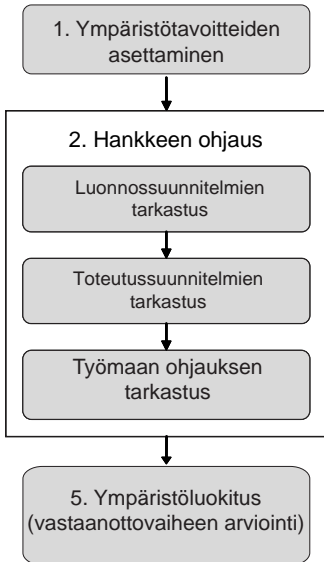 1. Ympäristötavoitteiden
asettaminen
2. Hankkeen ohjaus
Luonnossuunnitelmien
tarkastus
Toteutussuunnitelmien
tarkastus
Työmaan ohjauksen
tarkastus
5. Ympäristöluokitus
(vastaanottovaiheen arviointi)